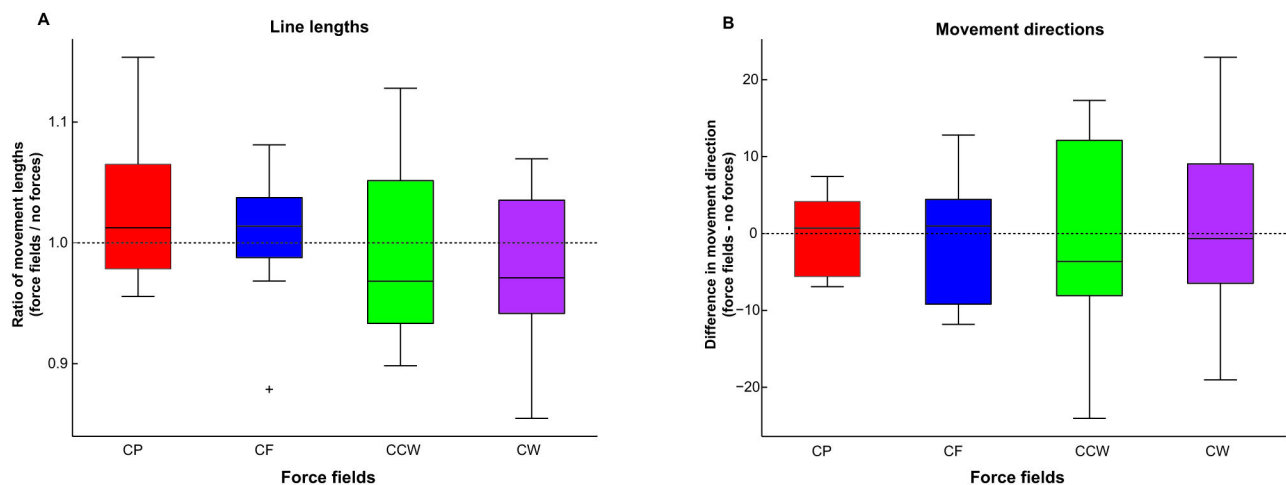 A
Line lengths
Ratio of movement lengths
(force fields / no forces)
1.1
1.0
0.9
CP CF CCW CW
Force fields
B
Movement directions
Difference in movement direction
(force fields - no forces)
20
10
0
−10
−20
CP CF CCW CW
Force fields